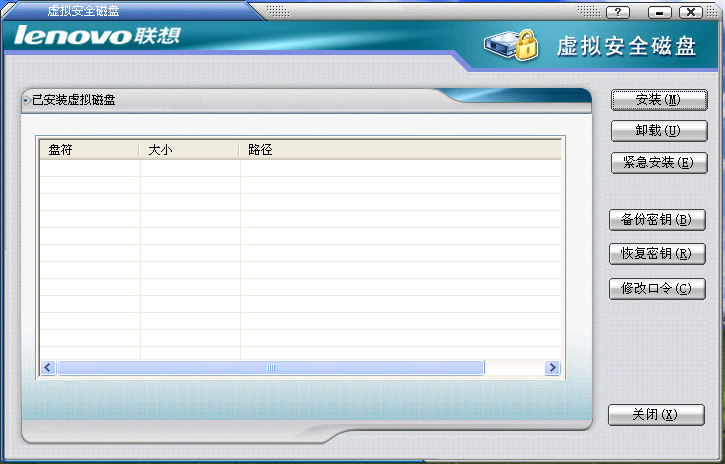 虚拟安全磁盘
?
lenovo联想
虚拟安全磁盘
已安装虚拟磁盘
盘符 大小 路径
安装(M)
卸载(U)
紧急安装(E)
备份密钥(B)
恢复密钥(R)
修改口令(C)
关闭(X)